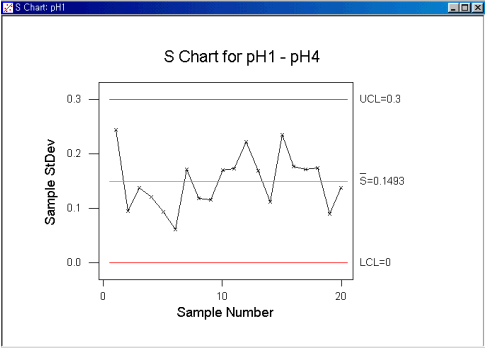 S Chart: pH1
S Chart for pH1 - pH4
0.3
0.2
0.1
0.0
Sample StDev
UCL=0.3
S=0.1493
LCL=0
0
10
20
Sample Number